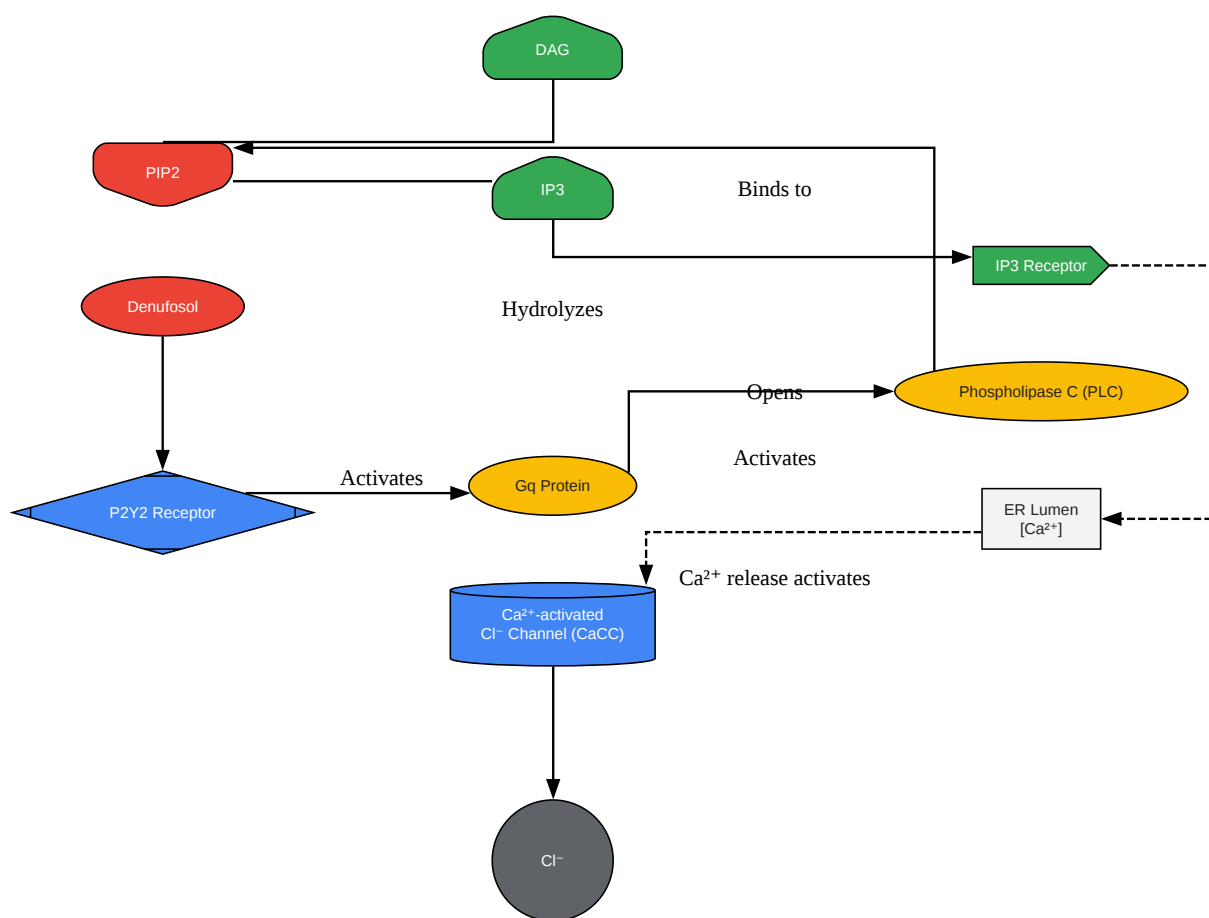 DAG
PIP2
IP3
Binds to
IP3 Receptor
Denufosol
Hydrolyzes
Opens
Phospholipase C (PLC)
Activates
Activates
Gq Protein
P2Y2 Receptor
ER Lumen
[Ca²⁺]
Ca²⁺ release activates
Ca²⁺-activated
Cl⁻ Channel (CaCC)
Cl⁻